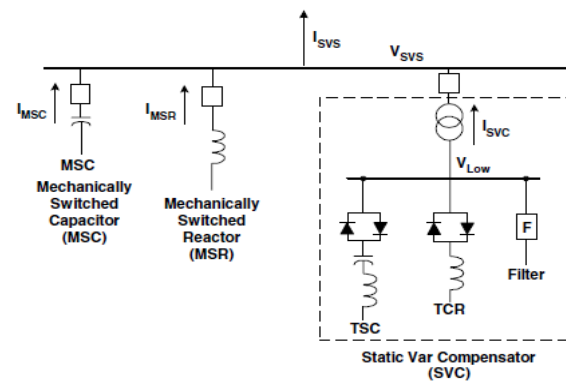 I_SVS
V_SVS
I_MSC
I_MSR
I_SVC
MSC
Mechanically
Switched
Capacitor
(MSC)
Mechanically
Switched
Reactor
(MSR)
V_Low
F
Filter
TSC
TCR
Static Var Compensator
(SVC)